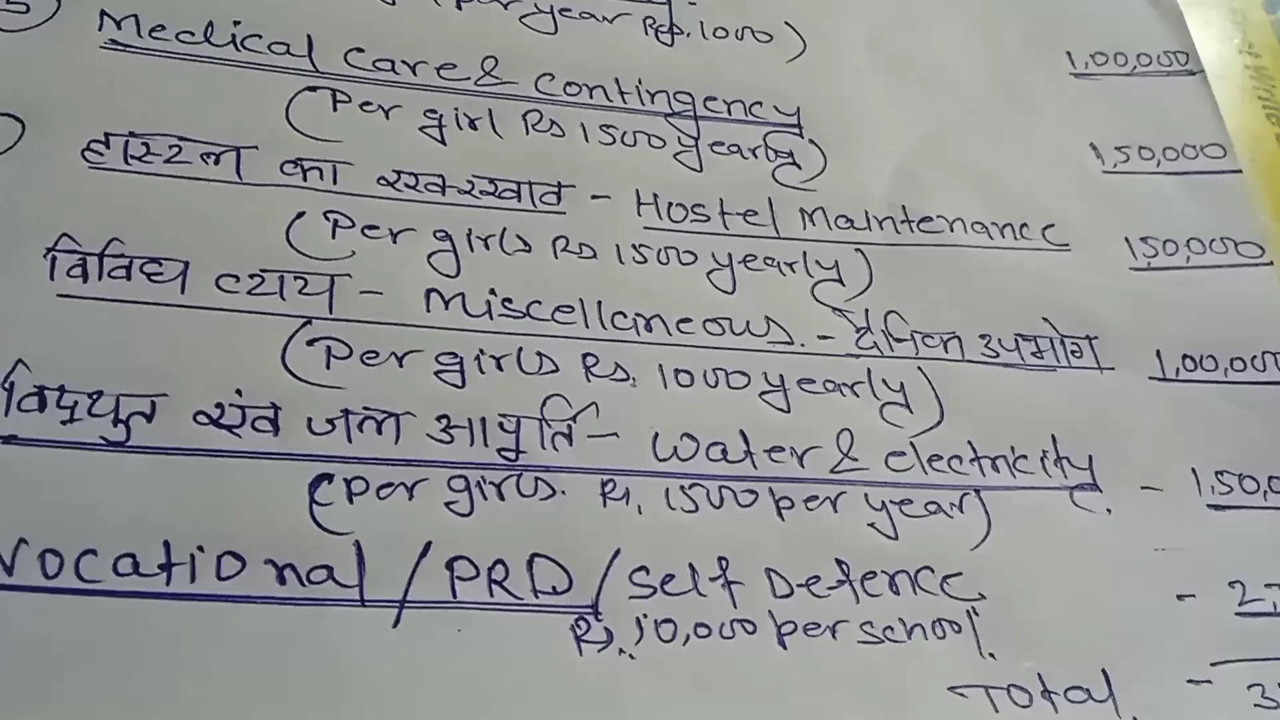 per year Rs. 1000)
Medical Care & Contingency 1,00,000
(Per girl Rs 1500 yearly)
हास्टल का रखरखाव - Hostel Maintenance 1,50,000
(Per girls Rs 1500 yearly) 150,000
विविध व्यय - Miscellaneous. - दैनिक उपभोग 1,00,000
(Per girls Rs. 1000 yearly)
विद्युत एंव जल आपूर्ति - Water & electricity - 1,50,0
(per girls. Rs, 1500 per year)
Vocational / PRD / Self Defence
Rs. 10,000 per school.
Total -